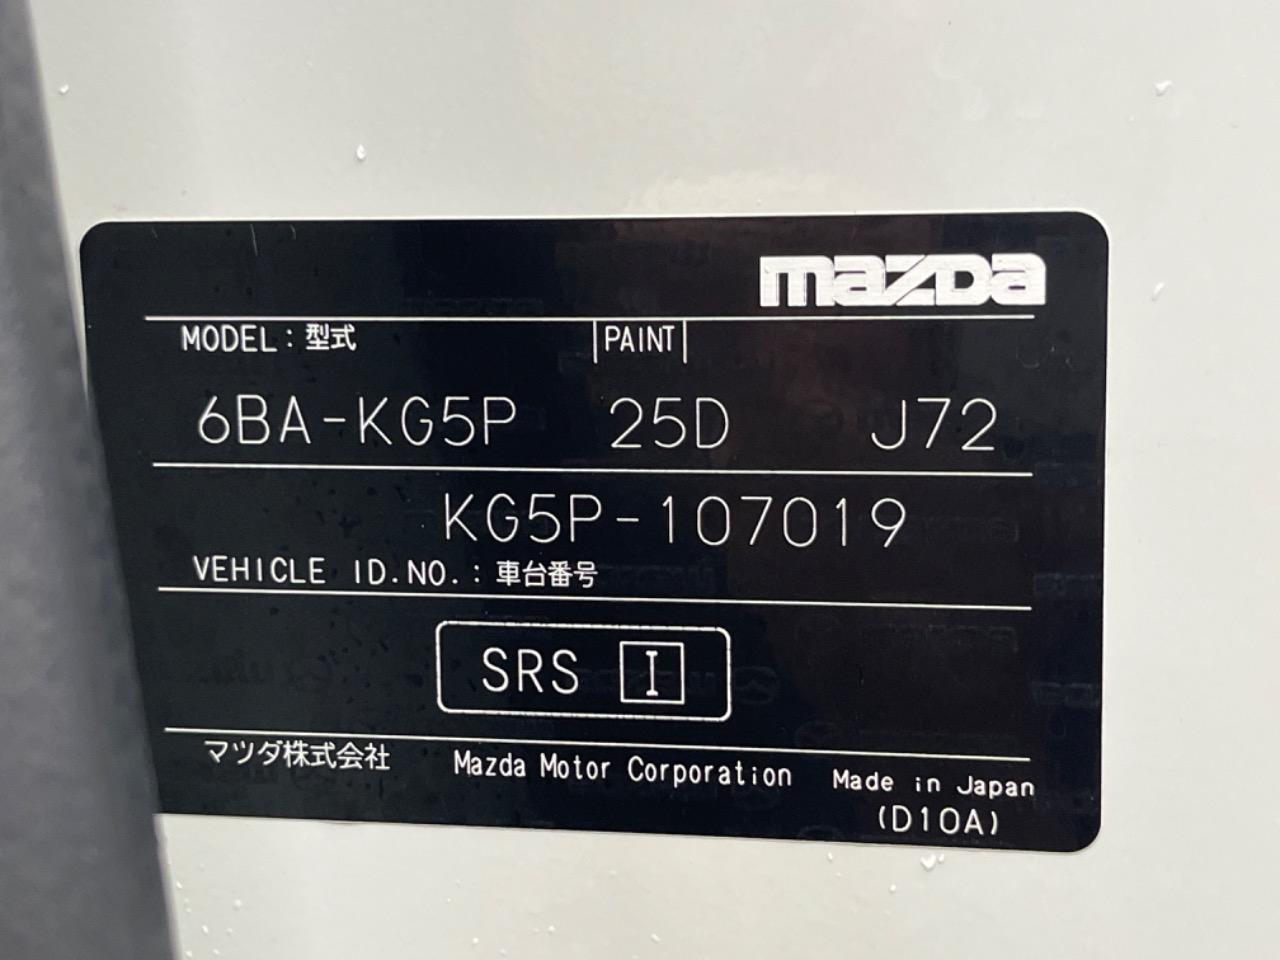 mazda
MODEL : 型式 PAINT
6BA-KG5P 25D J72
KG5P-107019
VEHICLE ID.NO. : 車台番号
SRS I
マツダ株式会社 Mazda Motor Corporation Made in Japan
(D10A)